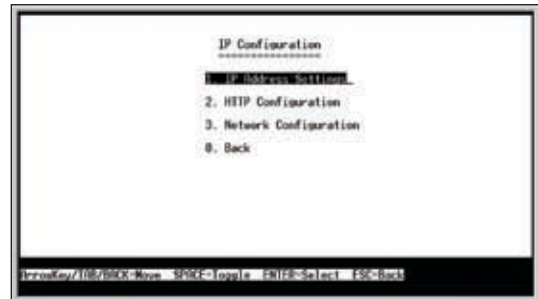 IP Configuration
================
1. IP Address Settings
2. HTTP Configuration
3. Network Configuration
0. Back
ArrowKey/TAB/BACK=Move SPACE=Toggle ENTER=Select ESC=Back